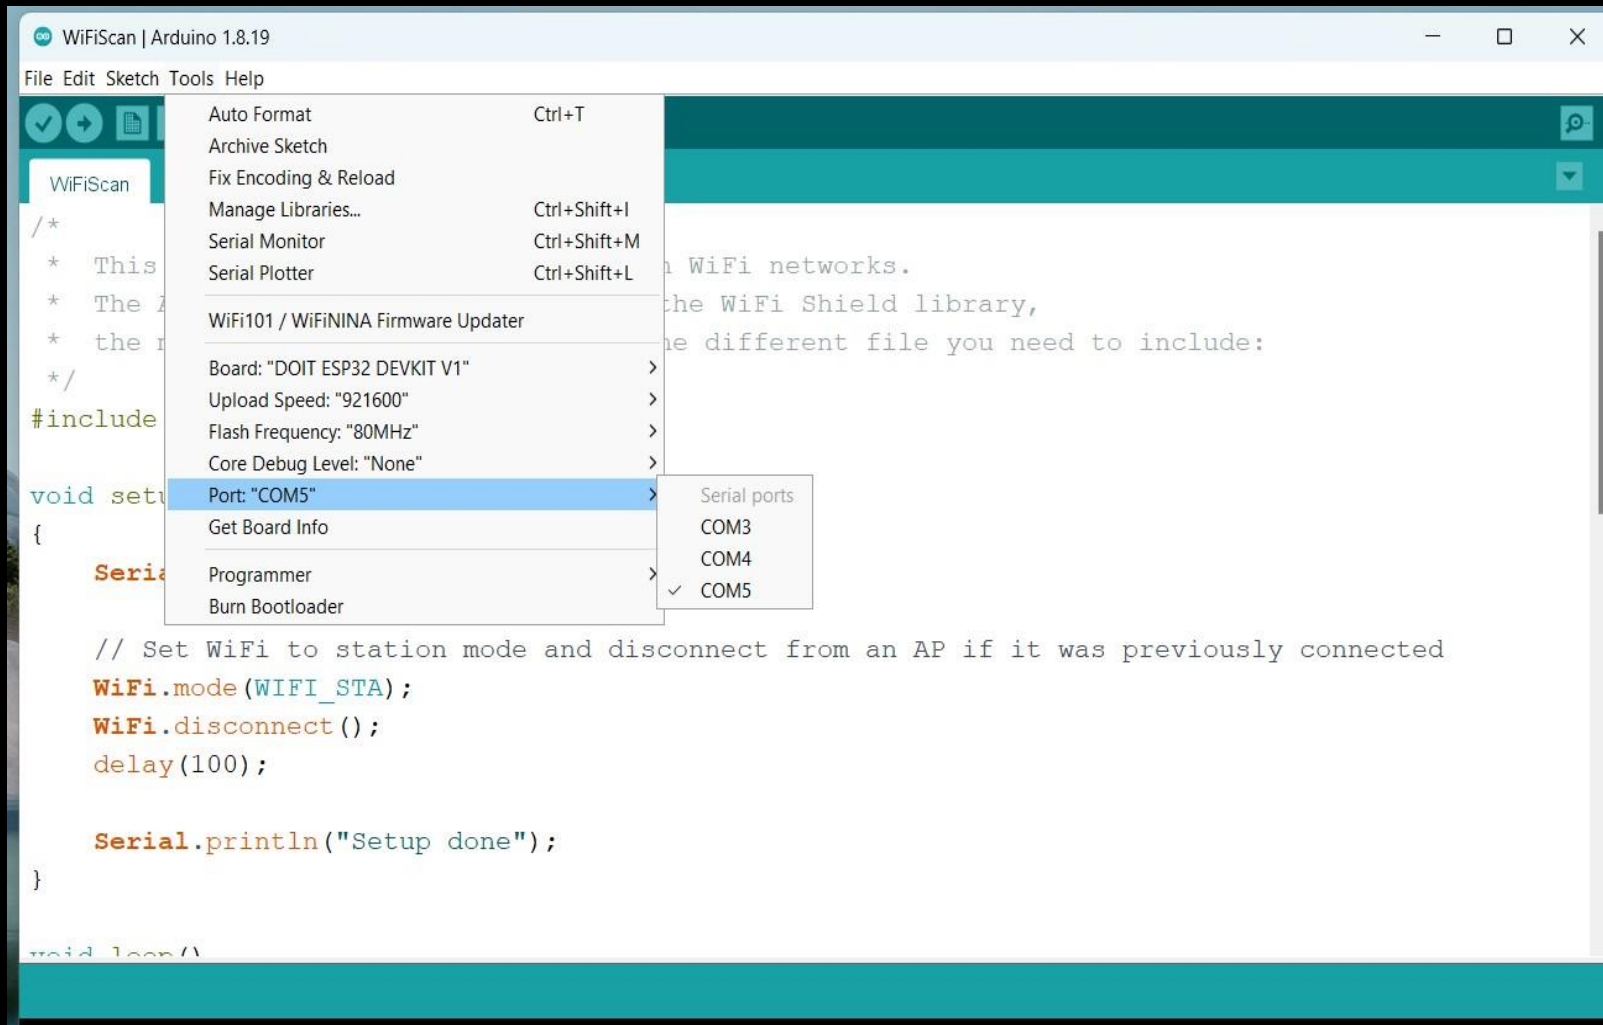 WiFiScan | Arduino 1.8.19
File Edit Sketch Tools Help
Auto Format Ctrl+T
Archive Sketch
Fix Encoding & Reload
Manage Libraries... Ctrl+Shift+I
Serial Monitor Ctrl+Shift+M
Serial Plotter Ctrl+Shift+L
WiFi101 / WiFiNINA Firmware Updater
Board: "DOIT ESP32 DEVKIT V1"
Upload Speed: "921600"
Flash Frequency: "80MHz"
Core Debug Level: "None"
Port: "COM5"
Get Board Info
Programmer
Burn Bootloader
Serial ports
COM3
COM4
COM5
WiFiScan
/*
* This WiFi networks.
* The the WiFi Shield library,
* the different file you need to include:
*/
#include
void
{
// Set WiFi to station mode and disconnect from an AP if it was previously connected
WiFi.mode(WIFI_STA);
WiFi.disconnect();
delay(100);
Serial.println("Setup done");
}
void loop()